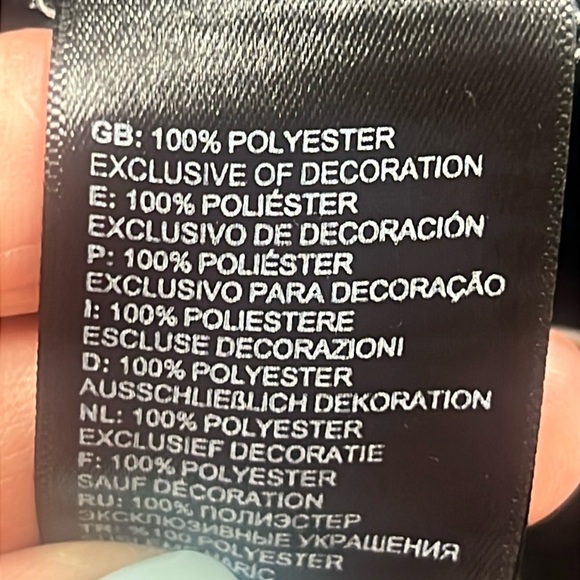 GB: 100% POLYESTER
EXCLUSIVE OF DECORATION
E: 100% POLIÉSTER
EXCLUSIVO DE DECORACIÓN
P: 100% POLIÉSTER
EXCLUSIVO PARA DECORAÇÃO
I: 100% POLIESTERE
ESCLUSE DECORAZIONI
D: 100% POLYESTER
AUSSCHLIEßLICH DEKORATION
NL: 100% POLYESTER
EXCLUSIEF DECORATIE
F: 100% POLYESTER
SAUF DÉCORATION
RU: 100% ПОЛИЭСТЕР
ЭКСКЛЮЗИВНЫЕ УКРАШЕНИЯ
TR: %100 POLYESTER